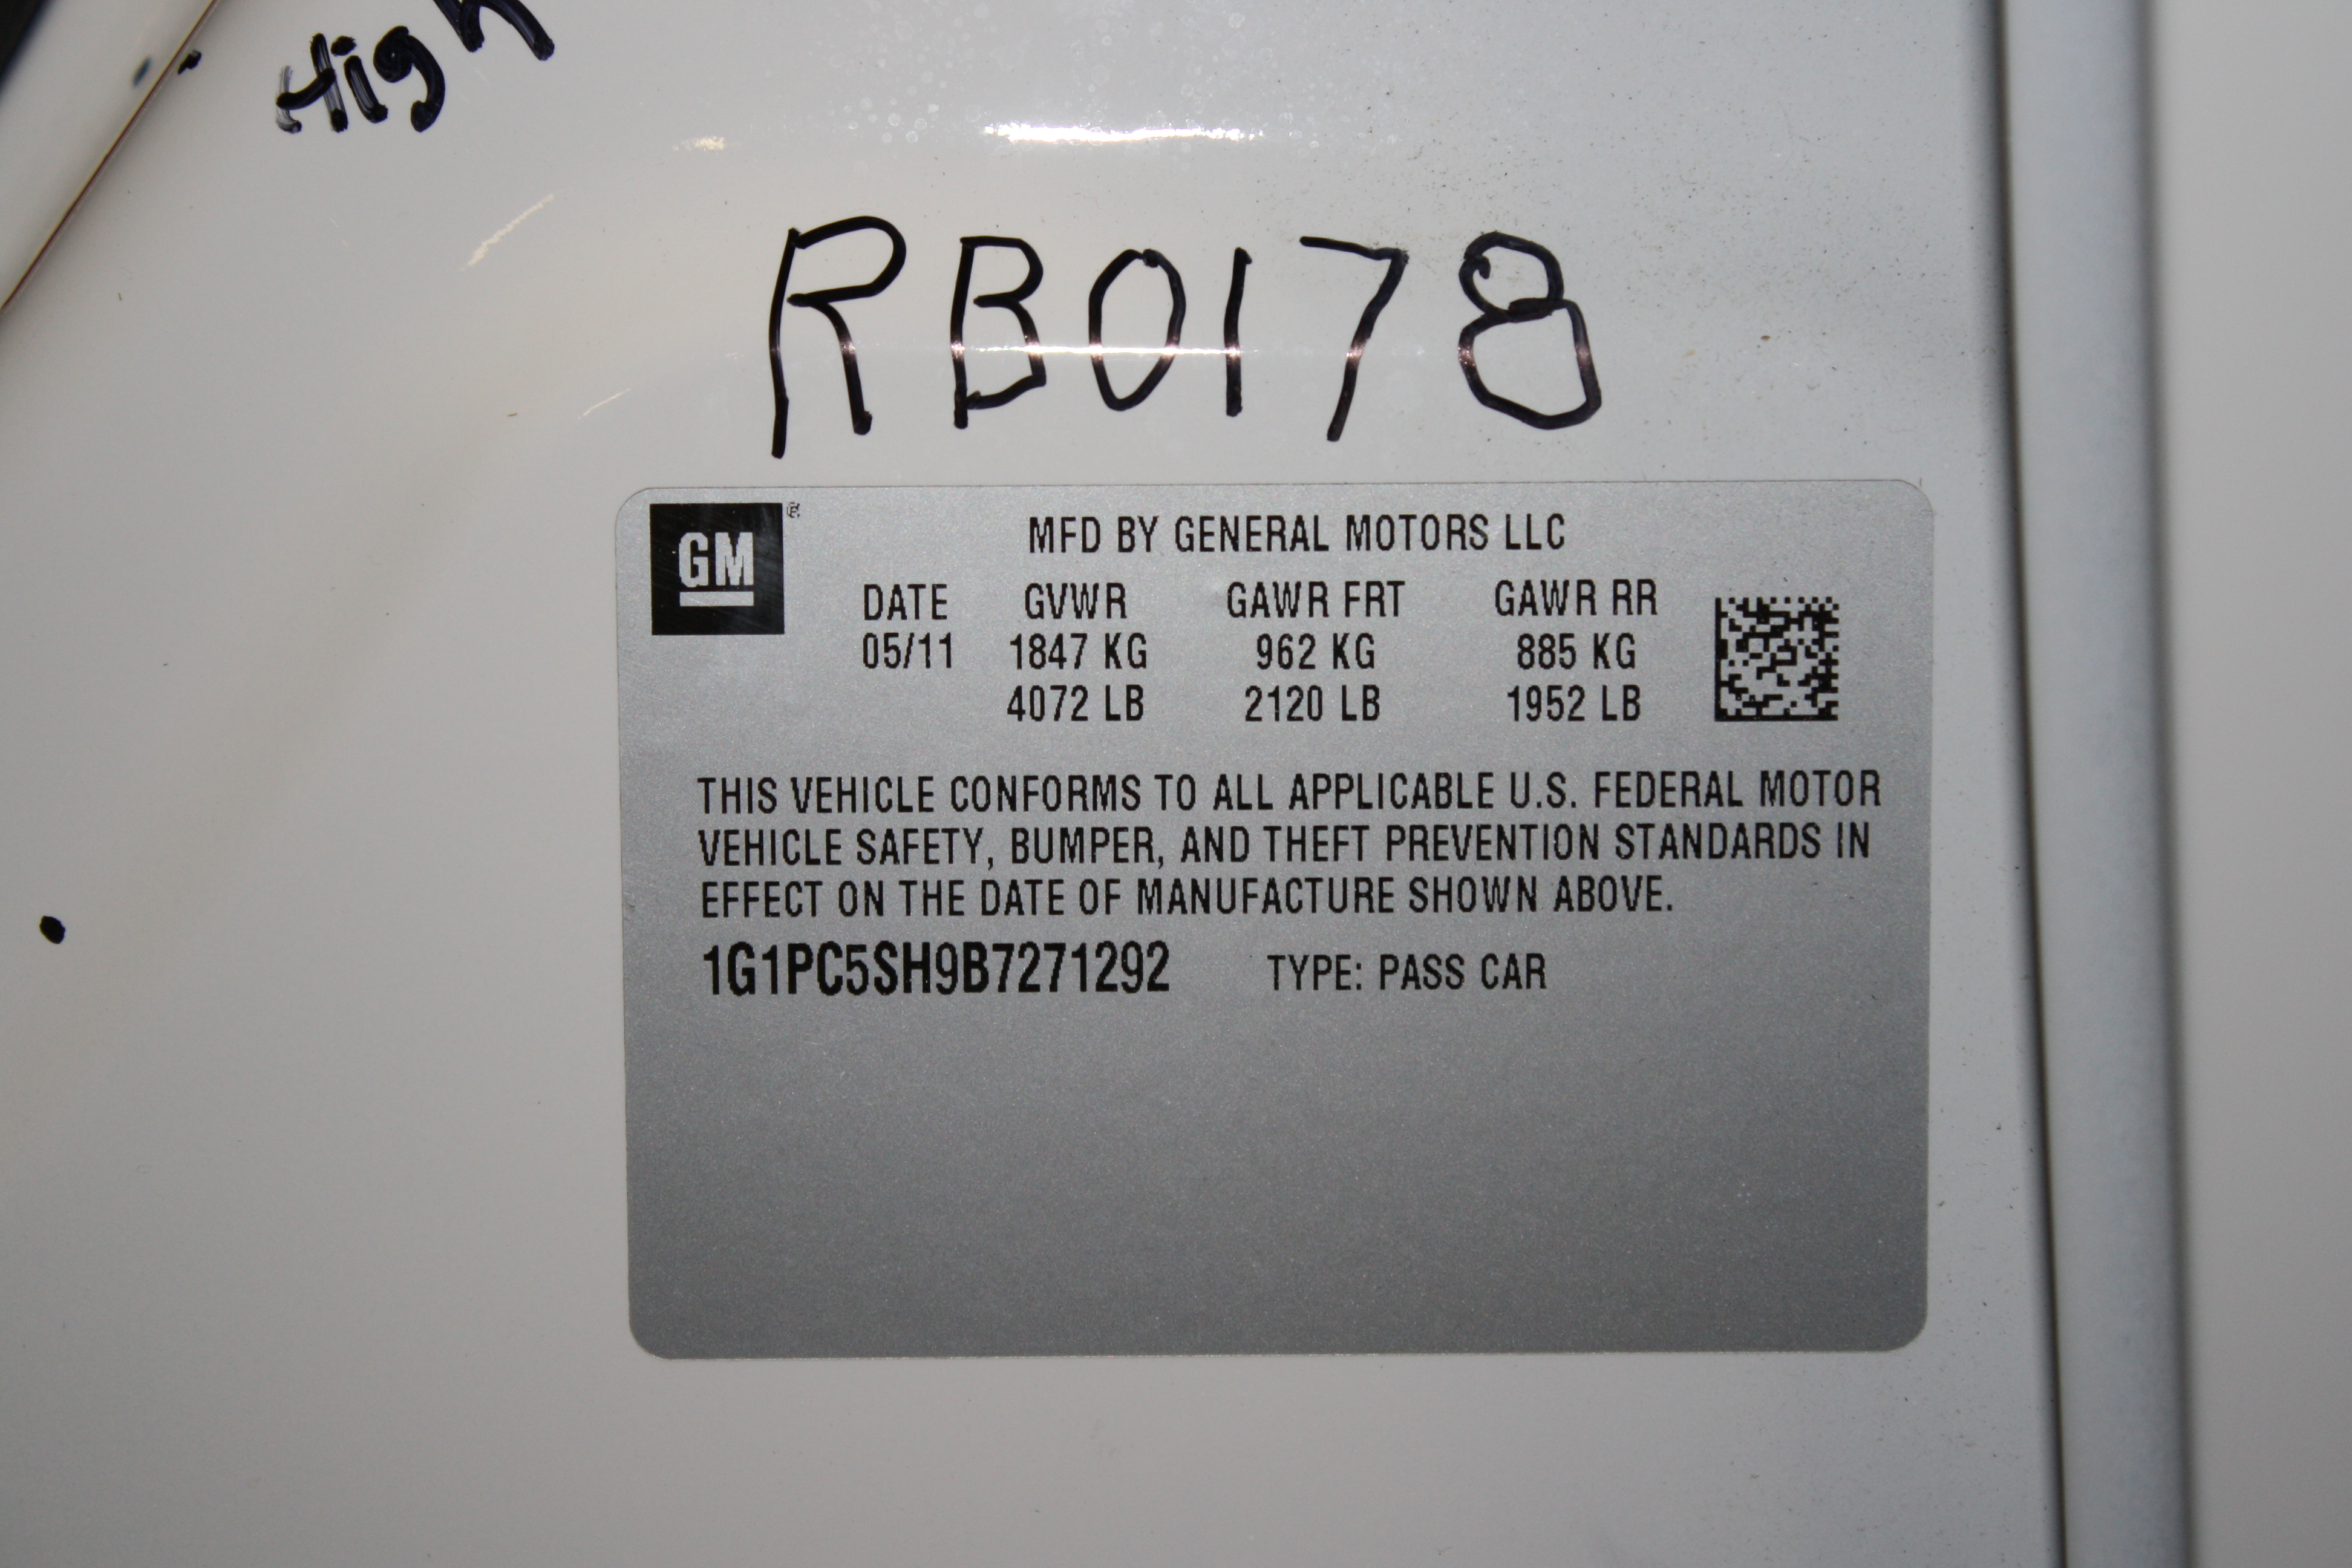 High
RB0178
GM®
MFD BY GENERAL MOTORS LLC
DATE GVWR GAWR FRT GAWR RR
05/11 1847 KG 962 KG 885 KG
4072 LB 2120 LB 1952 LB
THIS VEHICLE CONFORMS TO ALL APPLICABLE U.S. FEDERAL MOTOR
VEHICLE SAFETY, BUMPER, AND THEFT PREVENTION STANDARDS IN
EFFECT ON THE DATE OF MANUFACTURE SHOWN ABOVE.
1G1PC5SH9B7271292 TYPE: PASS CAR